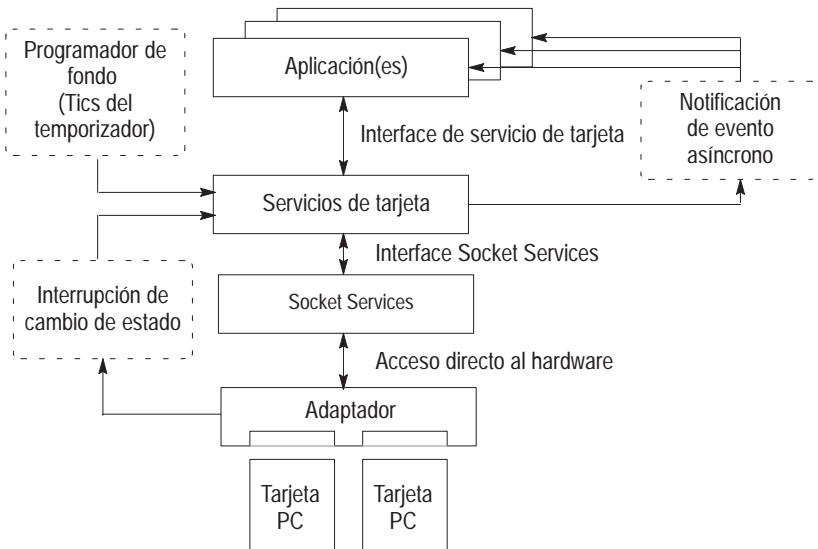 Programador de
fondo
(Tics del
temporizador)
Aplicación(es)
Notificación
de evento
asíncrono
Interface de servicio de tarjeta
Servicios de tarjeta
Interface Socket Services
Interrupción de
cambio de estado
Socket Services
Acceso directo al hardware
Adaptador
Tarjeta
PC
Tarjeta
PC